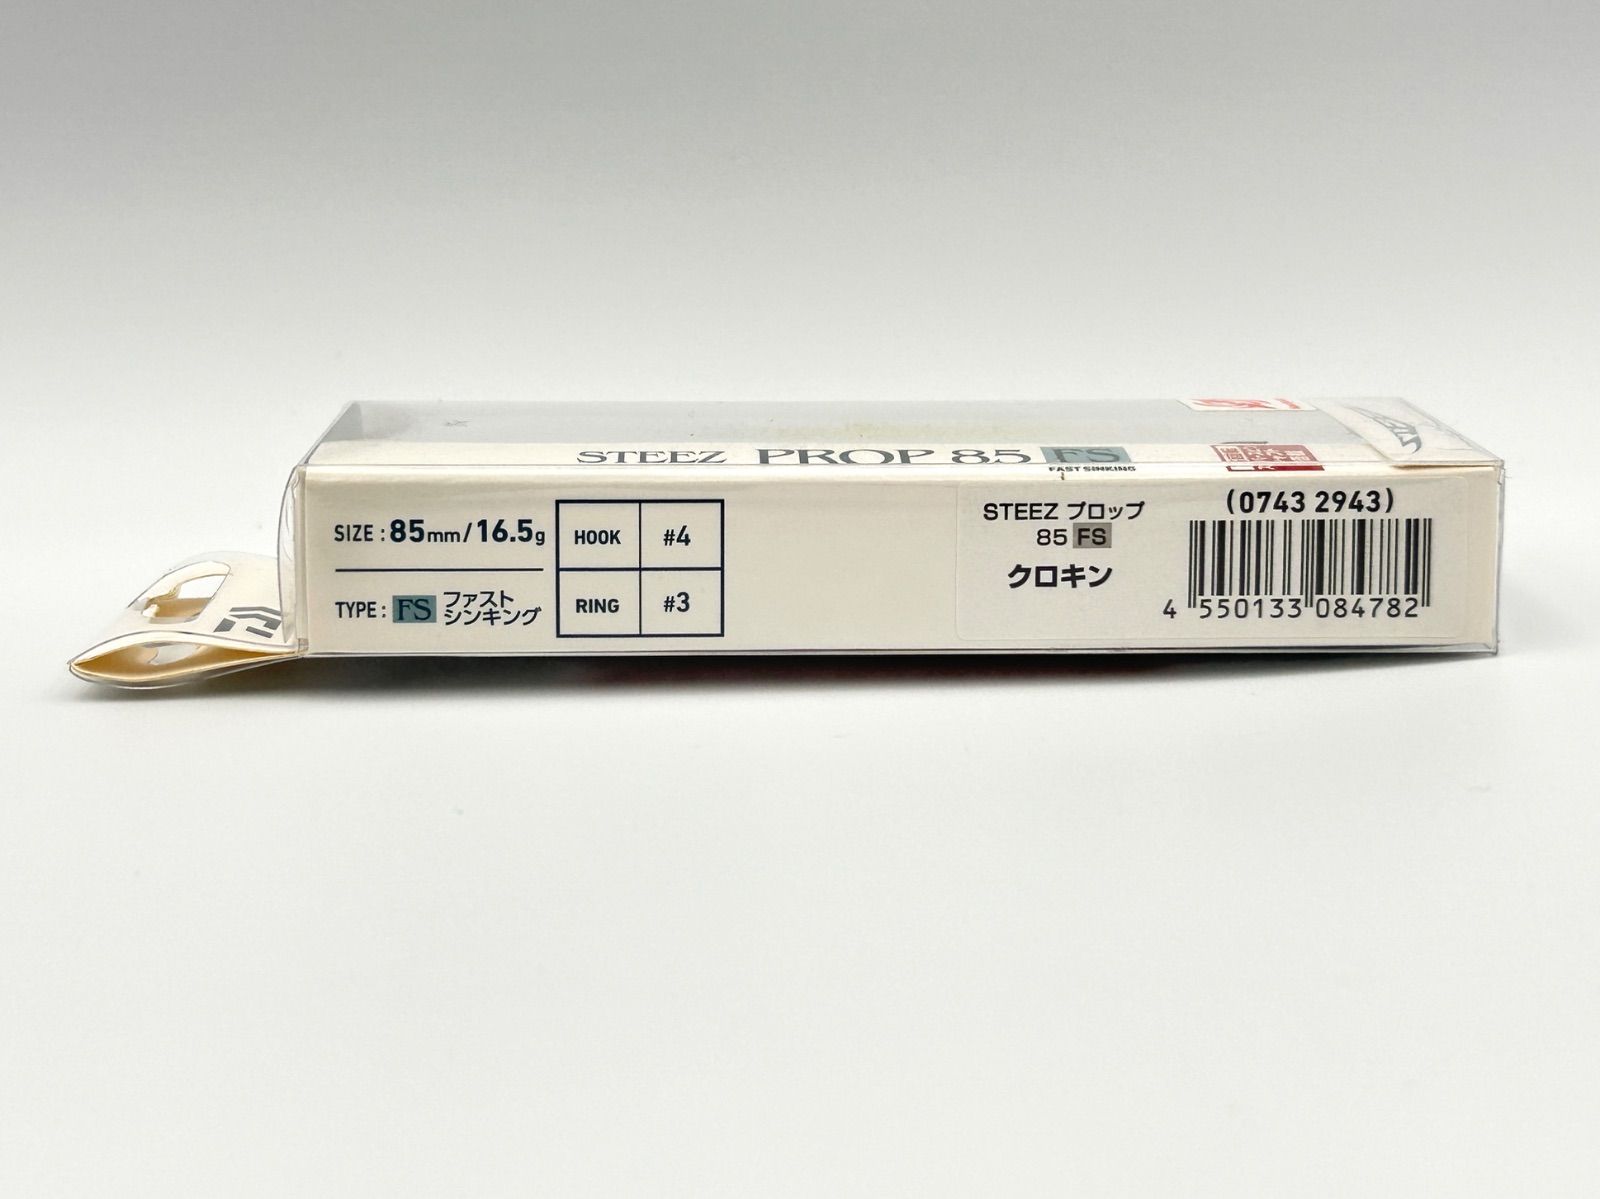 STEEZ PROP 85 FS
FAST SINKING
SIZE : 85mm/16.5g
TYPE : FS ファスト
シンキング
HOOK #4
RING #3
STEEZ プロップ
85 FS
クロキン
(0743 2943)
4 550133 084782